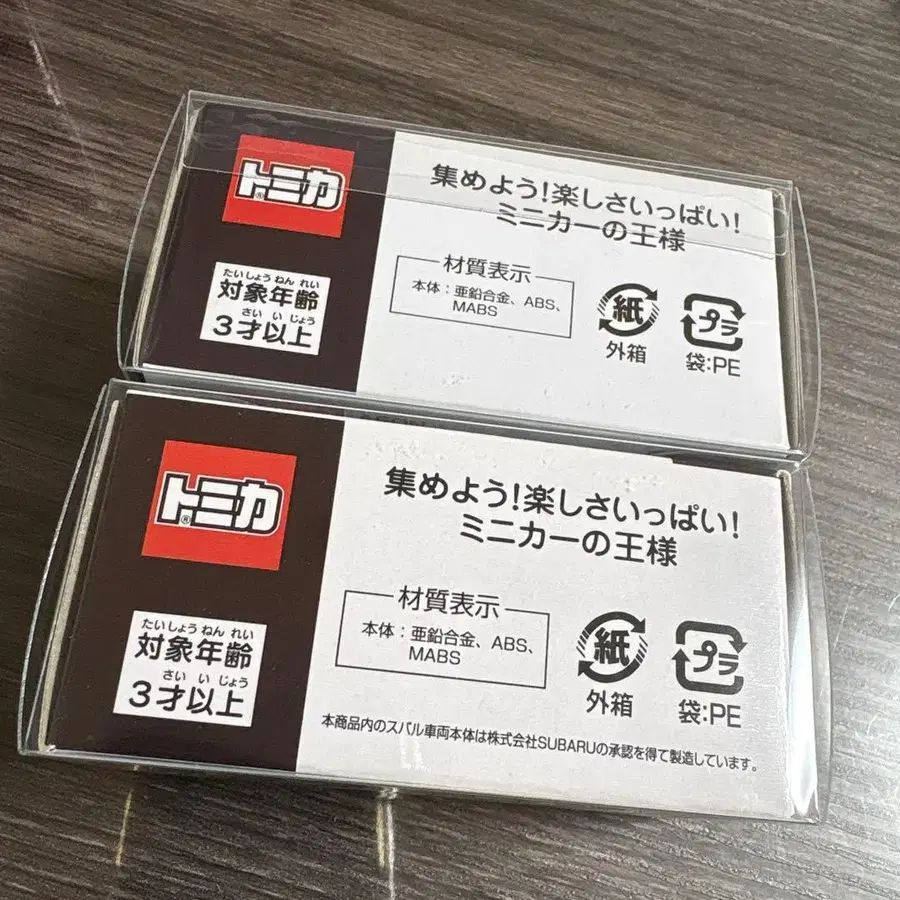 トミカ
®
たいしょうねんれい
対象年齢
さいいじょう
3才以上
集めよう!楽しさいっぱい!
ミニカーの王様
材質表示
本体:亜鉛合金、ABS、
MABS
紙
外箱
プラ
袋:PE
トミカ
®
たいしょうねんれい
対象年齢
さいいじょう
3才以上
集めよう!楽しさいっぱい!
ミニカーの王様
材質表示
本体:亜鉛合金、ABS、
MABS
紙
外箱
プラ
袋:PE
本商品内のスバル車両本体は株式会社SUBARUの承認を得て製造しています。